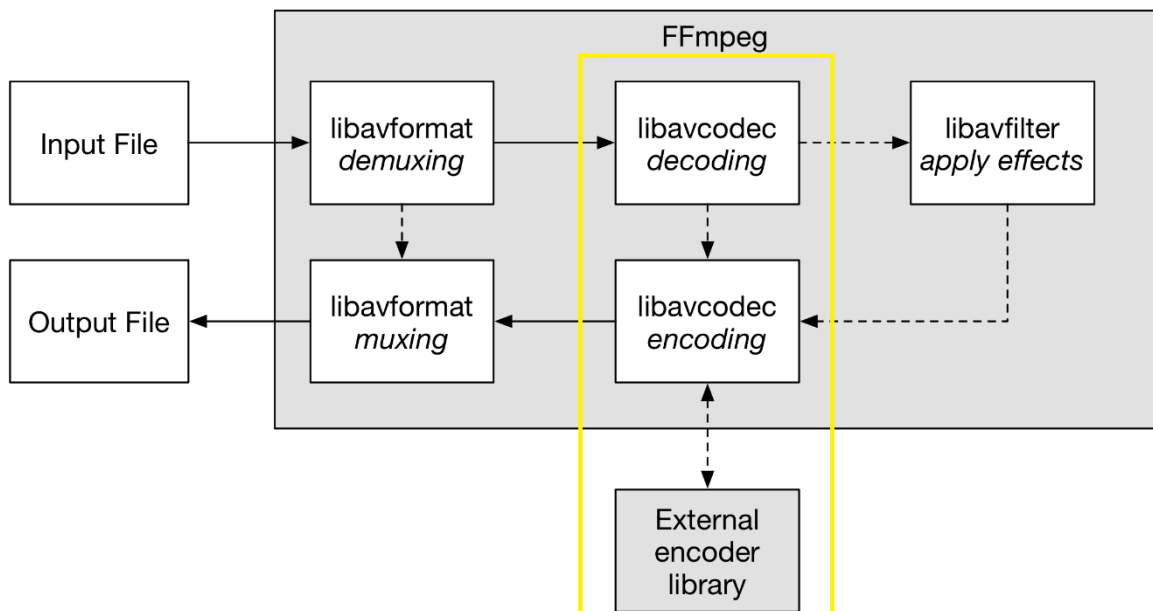 FFmpeg
Input File
libavformat
demuxing
libavcodec
decoding
libavfilter
apply effects
Output File
libavformat
muxing
libavcodec
encoding
External
encoder
library